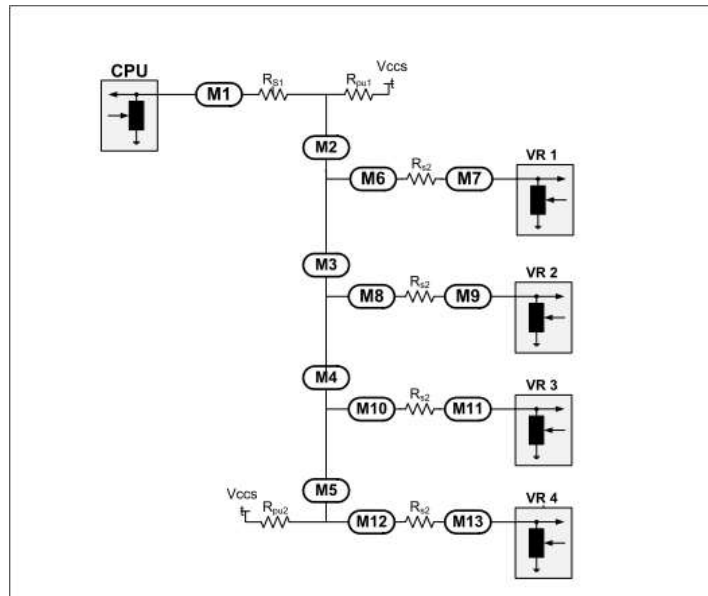 Vccs
CPU
M1
RS1
Rpu1
M2
VR 1
M6
Rs2
M7
M3
VR 2
M8
Rs2
M9
M4
VR 3
M10
Rs2
M11
M5
VR 4
Vccs
Rpu2
M12
Rs2
M13